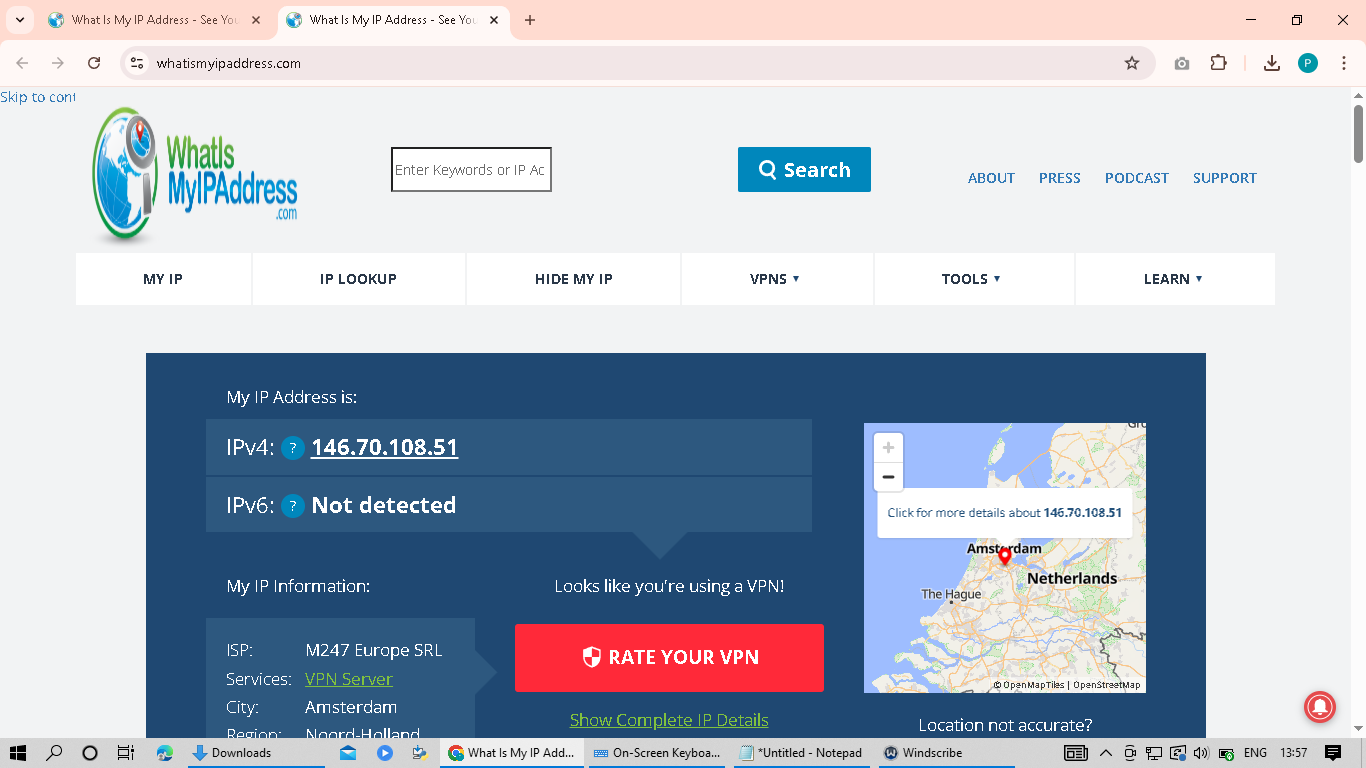 What Is My IP Address - See You
What Is My IP Address - See You
whatismyipaddress.com
P
Skip to cont
WhatIs
MyIPAddress
.com
Enter Keywords or IP Ac
Search
ABOUT PRESS PODCAST SUPPORT
MY IP IP LOOKUP HIDE MY IP VPNS TOOLS LEARN
My IP Address is:
IPv4: ? 146.70.108.51
IPv6: ? Not detected
My IP Information:
Looks like you're using a VPN!
ISP: M247 Europe SRL
Services: VPN Server
City: Amsterdam
Region: Noord-Holland
RATE YOUR VPN
Show Complete IP Details
Gro
+
−
Click for more details about 146.70.108.51
Amsterdam
Netherlands
The Hague
© OpenMapTiles | OpenStreetMap
Location not accurate?
Downloads
What Is My IP Add...
On-Screen Keyboa...
*Untitled - Notepad
Windscribe
ENG 13:57